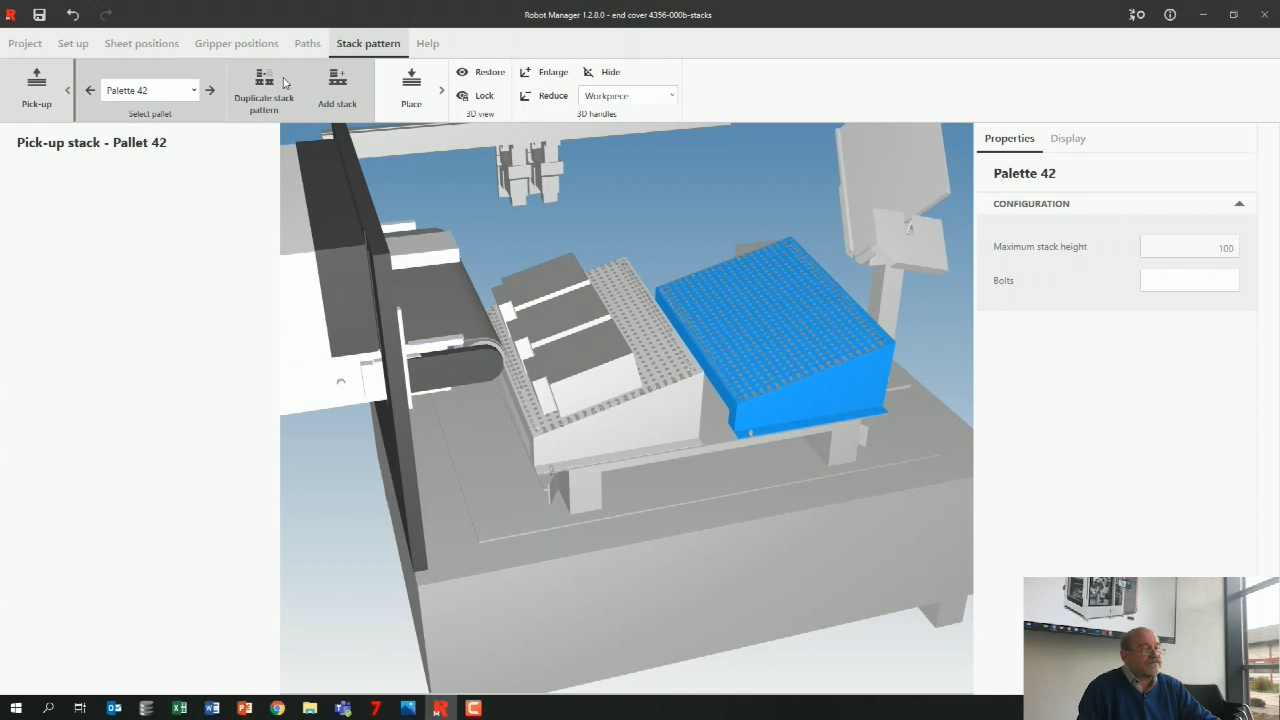 Robot Manager 1.2.8.0 - end cover 4356-000b-stacks
Project
Set up
Sheet positions
Gripper positions
Paths
Stack pattern
Help
Pick-up
Palette 42
Select pallet
Duplicate stack
pattern
Add stack
Place
Restore
Lock
3D view
Enlarge
Hide
Reduce
Workpiece
3D handles
Pick-up stack - Pallet 42
Properties
Display
Palette 42
CONFIGURATION
Maximum stack height
100
Bolts